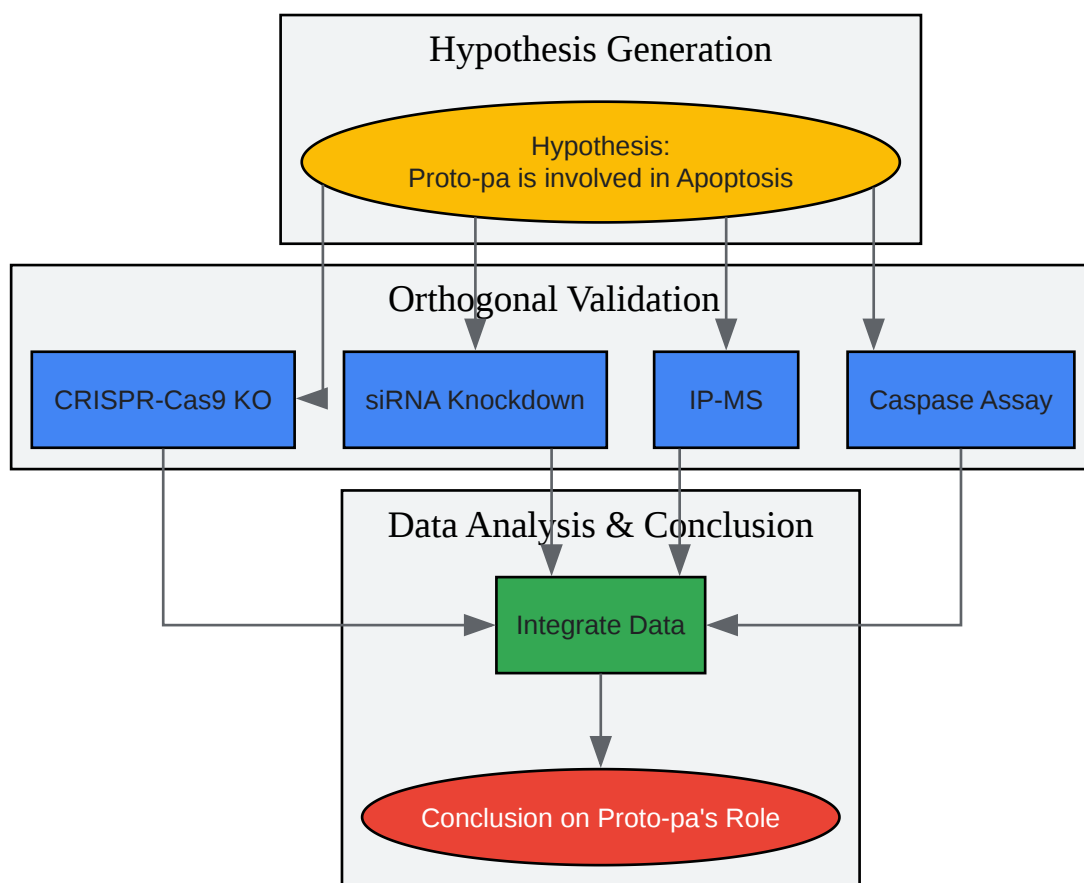 Hypothesis Generation
Hypothesis:
Proto-pa is involved in Apoptosis
Orthogonal Validation
CRISPR-Cas9 KO
siRNA Knockdown
IP-MS
Caspase Assay
Data Analysis & Conclusion
Integrate Data
Conclusion on Proto-pa's Role